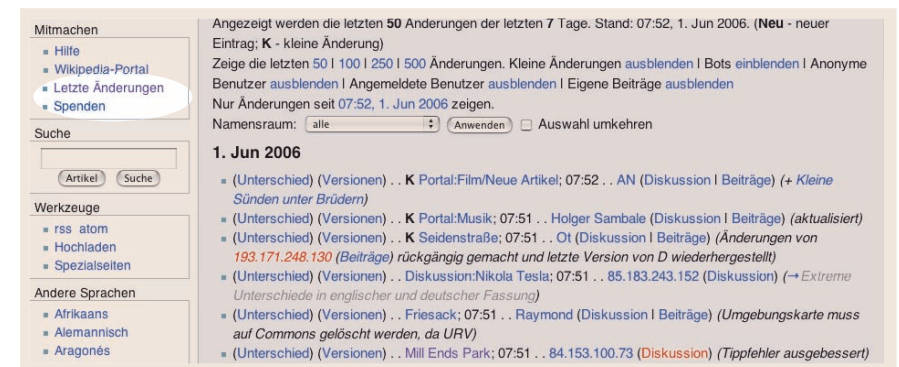 Mitmachen
Hilfe
Wikipedia-Portal
Letzte Änderungen
Spenden
Suche
Artikel Suche
Werkzeuge
rss atom
Hochladen
Spezialseiten
Andere Sprachen
Afrikaans
Alemannisch
Aragonés
Angezeigt werden die letzten 50 Änderungen der letzten 7 Tage. Stand: 07:52, 1. Jun 2006. (Neu - neuer
Eintrag; K - kleine Änderung)
Zeige die letzten 50 | 100 | 250 | 500 Änderungen. Kleine Änderungen ausblenden | Bots einblenden | Anonyme
Benutzer ausblenden | Angemeldete Benutzer ausblenden | Eigene Beiträge ausblenden
Nur Änderungen seit 07:52, 1. Jun 2006 zeigen.
Namensraum: alle Anwenden Auswahl umkehren
1. Jun 2006
(Unterschied) (Versionen) . . K Portal:Film/Neue Artikel; 07:52 . . AN (Diskussion | Beiträge) (+ Kleine
Sünden unter Brüdern)
(Unterschied) (Versionen) . . K Portal:Musik; 07:51 . . Holger Sambale (Diskussion | Beiträge) (aktualisiert)
(Unterschied) (Versionen) . . K Seidenstraße; 07:51 . . Ot (Diskussion | Beiträge) (Änderungen von
193.171.248.130 (Beiträge) rückgängig gemacht und letzte Version von D wiederhergestellt)
(Unterschied) (Versionen) . . Diskussion:Nikola Tesla; 07:51 . . 85.183.243.152 (Diskussion) (→ Extreme
Unterschiede in englischer und deutscher Fassung)
(Unterschied) (Versionen) . . Friesack; 07:51 . . Raymond (Diskussion | Beiträge) (Umgebungskarte muss
auf Commons gelöscht werden, da URV)
(Unterschied) (Versionen) . . Mill Ends Park; 07:51 . . 84.153.100.73 (Diskussion) (Tippfehler ausgebessert)